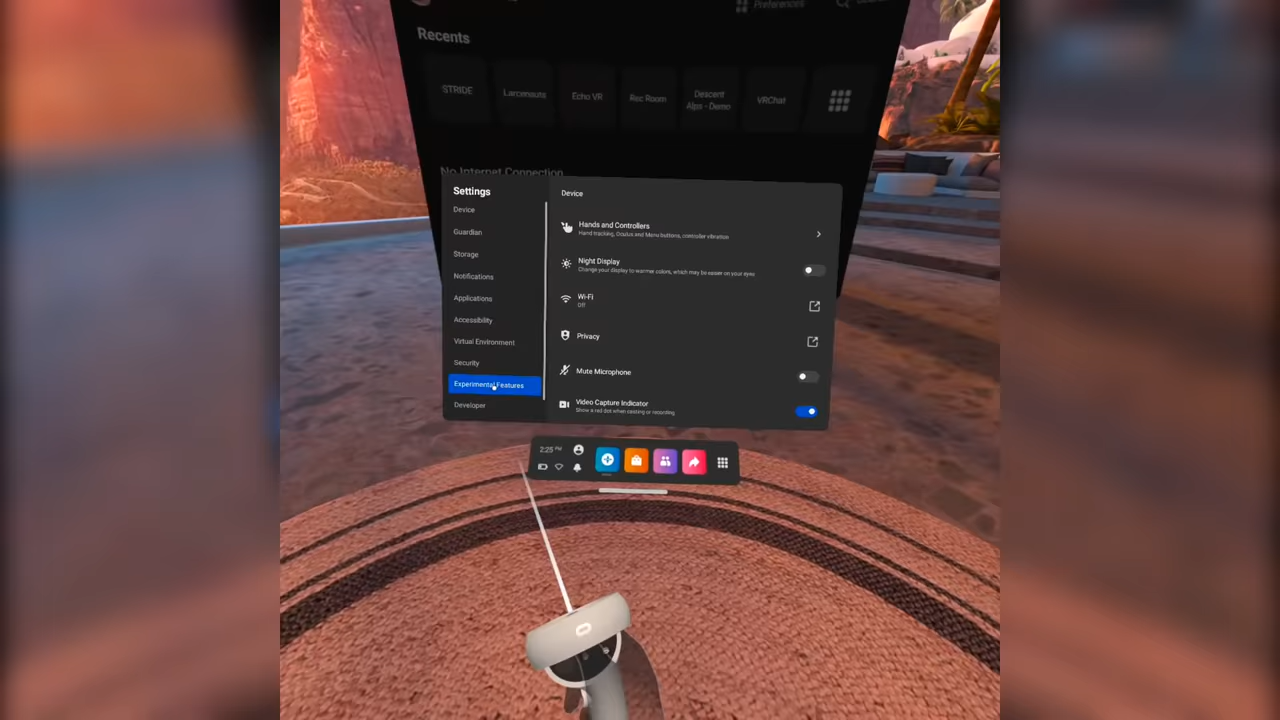 Preferences
Recents
STRIDE
Larcenauts
Echo VR
Rec Room
Descent
Alps - Demo
VRChat
No Internet Connection
Settings
Device
Guardian
Storage
Notifications
Applications
Accessibility
Virtual Environment
Security
Experimental Features
Developer
Device
Hands and Controllers
Hand tracking, Oculus and Menu buttons, controller vibration
Night Display
Change your display to warmer colors, which may be easier on your eyes
Wi-Fi
Off
Privacy
Mute Microphone
Video Capture Indicator
Show a red dot when casting or recording
2:25 PM